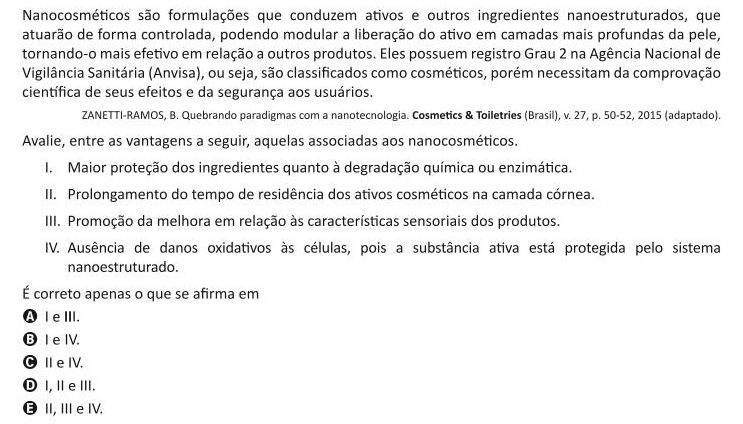 Nanocosméticos são formulações que conduzem ativos e outros ingredientes nanoestruturados, que
atuarão de forma controlada, podendo modular a liberação do ativo em camadas mais profundas da pele,
tornando-o mais efetivo em relação a outros produtos. Eles possuem registro Grau 2 na Agência Nacional de
Vigilância Sanitária (Anvisa), ou seja, são classificados como cosméticos, porém necessitam da comprovação
científica de seus efeitos e da segurança aos usuários.
ZANETTI-RAMOS, B. Quebrando paradigmas com a nanotecnologia. Cosmetics & Toiletries (Brasil), v. 27, p. 50-52, 2015 (adaptado).
Avalie, entre as vantagens a seguir, aquelas associadas aos nanocosméticos.
I. Maior proteção dos ingredientes quanto à degradação química ou enzimática.
II. Prolongamento do tempo de residência dos ativos cosméticos na camada córnea.
III. Promoção da melhora em relação às características sensoriais dos produtos.
IV. Ausência de danos oxidativos às células, pois a substância ativa está protegida pelo sistema
nanoestruturado.
É correto apenas o que se afirma em
A I e III.
B I e IV.
C II e IV.
D I, II e III.
E II, III e IV.